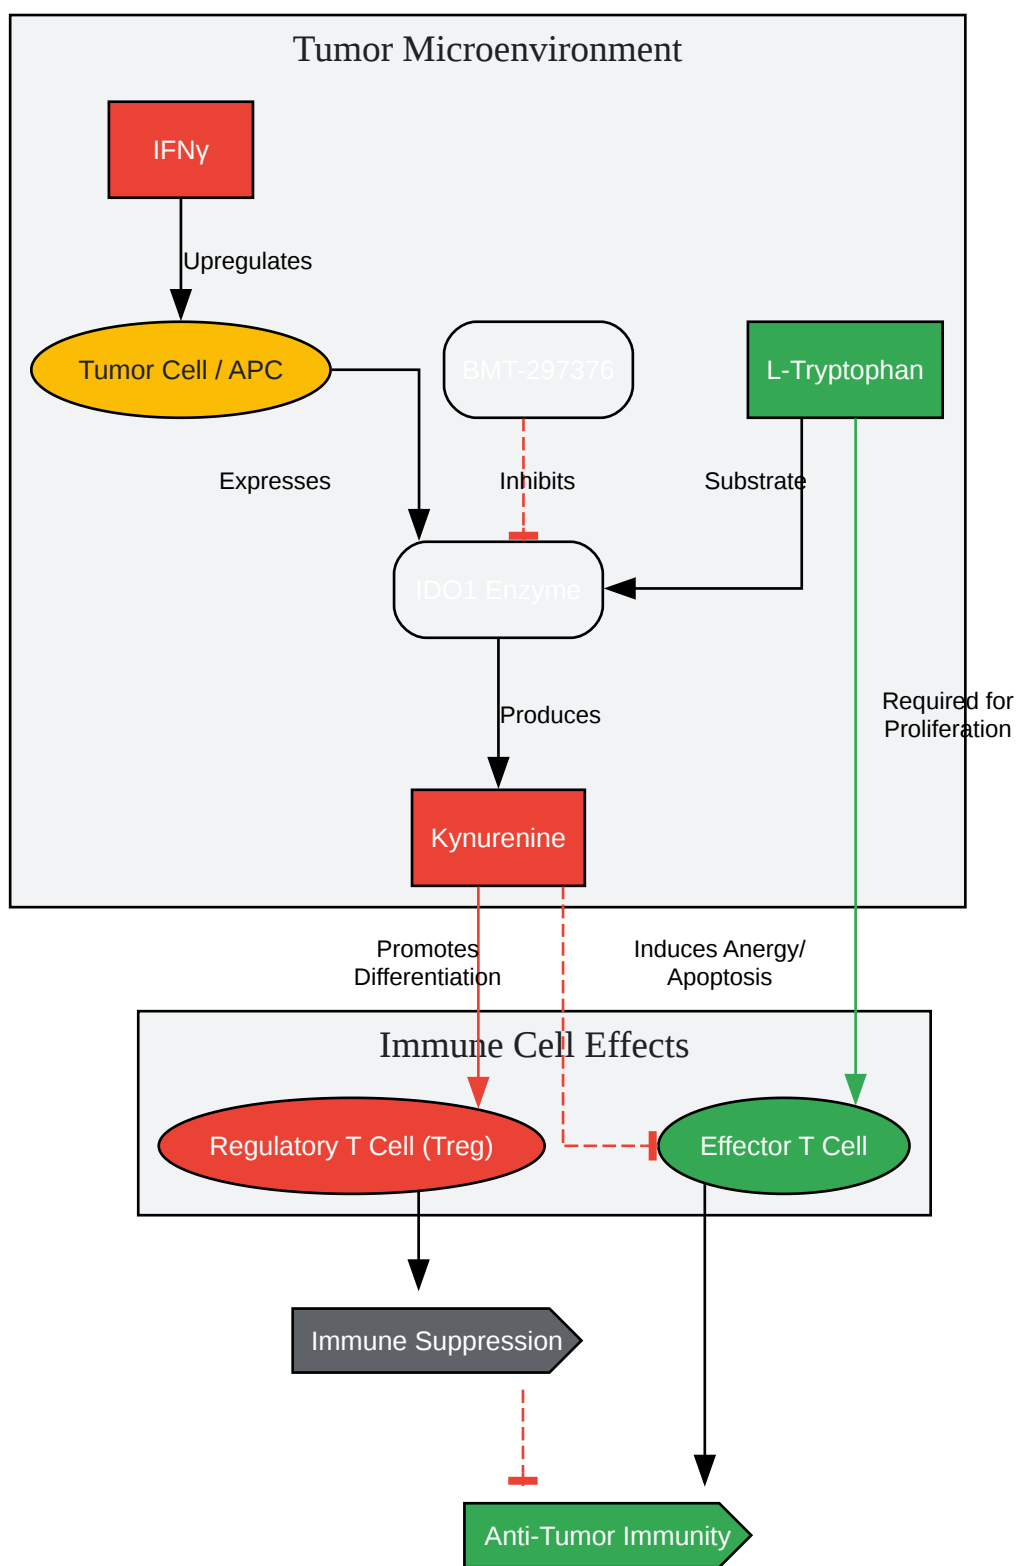 Tumor Microenvironment
IFNγ
Upregulates
Tumor Cell / APC
BMT-297376
L-Tryptophan
Expresses
Inhibits
Substrate
IDO1 Enzyme
Produces
Required for
Proliferation
Kynurenine
Promotes
Differentiation
Induces Anergy/
Apoptosis
Immune Cell Effects
Regulatory T Cell (Treg)
Effector T Cell
Immune Suppression
Anti-Tumor Immunity